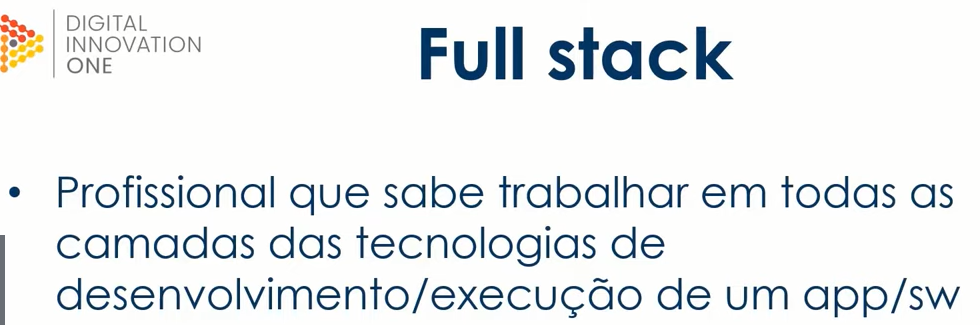 DIGITAL
INNOVATION
ONE
Full stack
• Profissional que sabe trabalhar em todas as
camadas das tecnologias de
desenvolvimento/execução de um app/sw